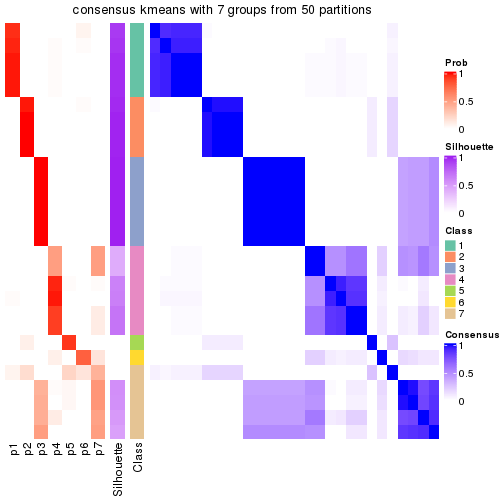 consensus kmeans with 7 groups from 50 partitions
Prob
1
0.5
0
Silhouette
1
0.5
0
Class
1
2
3
4
5
6
7
Consensus
1
0.5
0
p1
p2
p3
p4
p5
p6
p7
Silhouette
Class